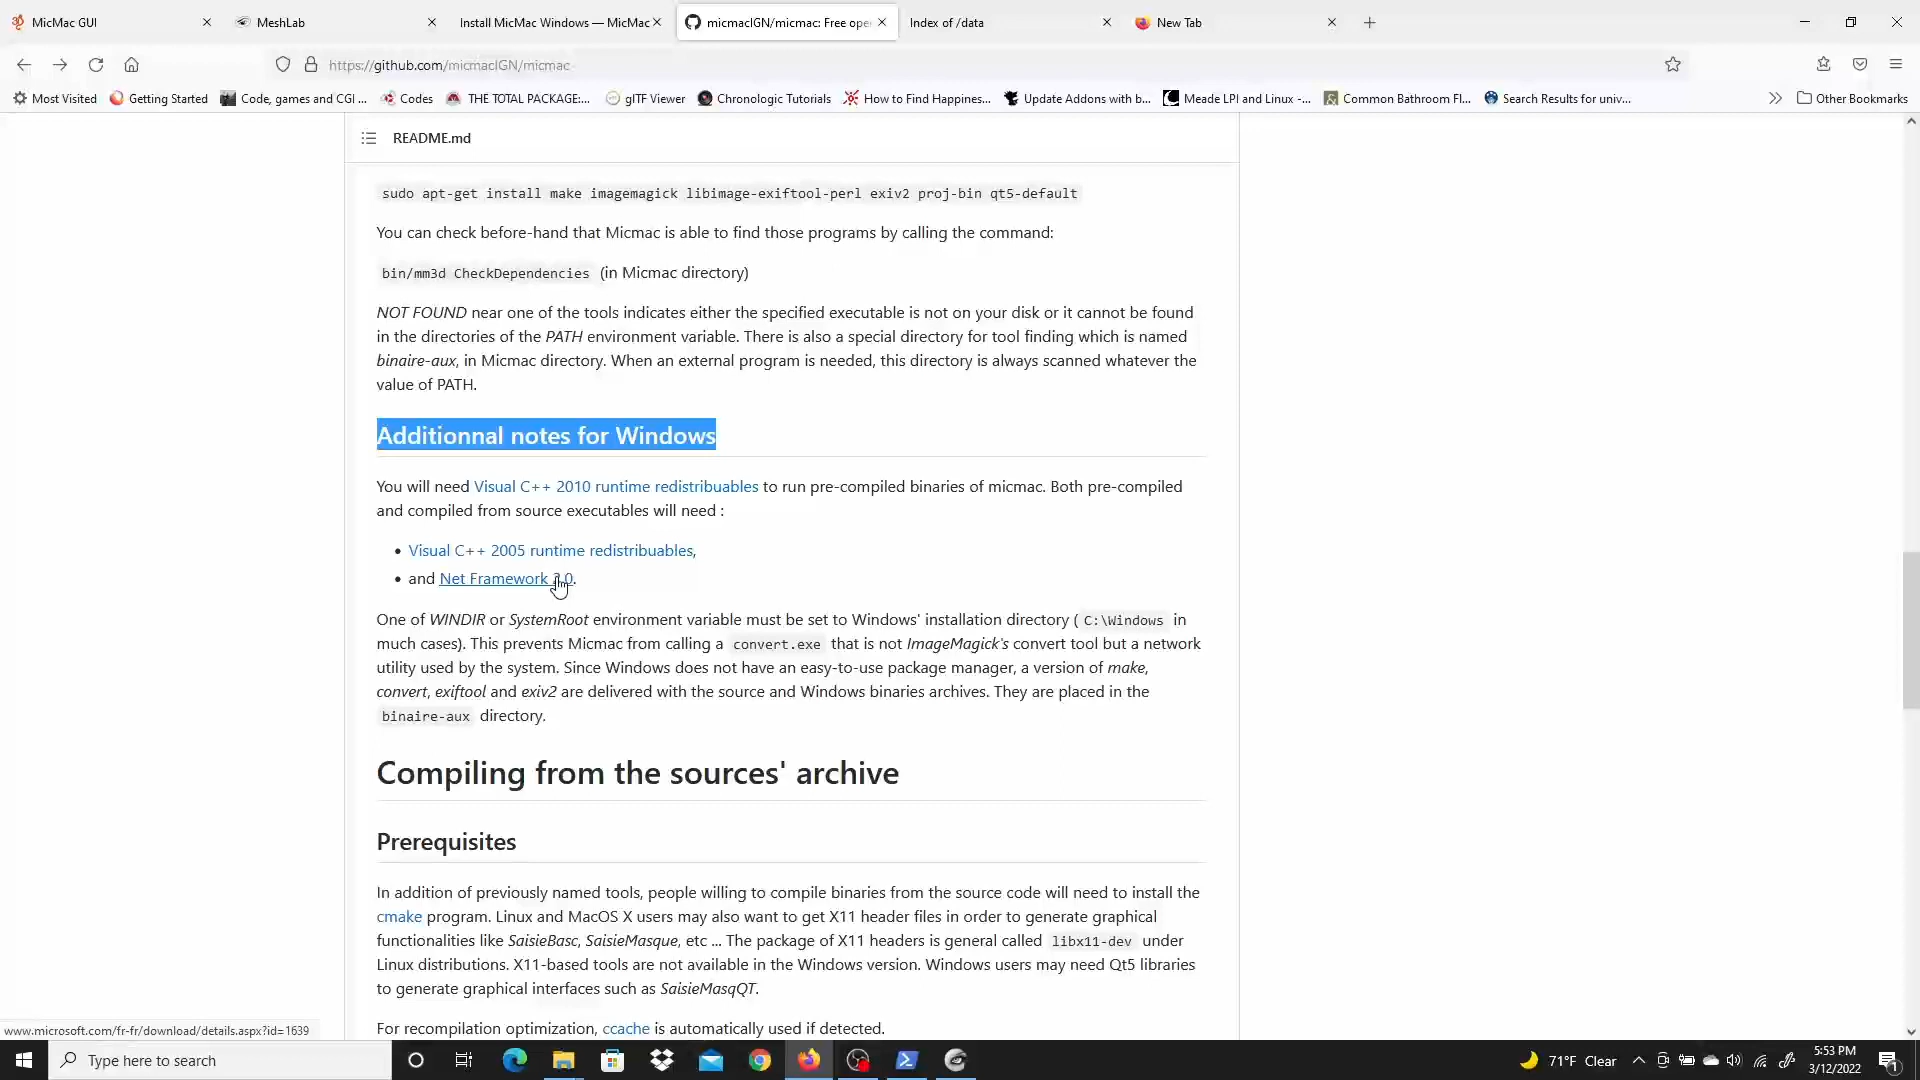 MicMac GUI
MeshLab
Install MicMac Windows — MicMac
micmacIGN/micmac: Free ope
Index of /data
New Tab
https://github.com/micmacIGN/micmac
Most Visited
Getting Started
Code, games and CGI ...
Codes
THE TOTAL PACKAGE:...
glTF Viewer
Chronologic Tutorials
How to Find Happines...
Update Addons with b...
Meade LPI and Linux -...
Common Bathroom Fl...
Search Results for univ...
Other Bookmarks
README.md
sudo apt-get install make imagemagick libimage-exiftool-perl exiv2 proj-bin qt5-default
You can check before-hand that Micmac is able to find those programs by calling the command:
bin/mm3d CheckDependencies (in Micmac directory)
NOT FOUND near one of the tools indicates either the specified executable is not on your disk or it cannot be found
in the directories of the PATH environment variable. There is also a special directory for tool finding which is named
binaire-aux, in Micmac directory. When an external program is needed, this directory is always scanned whatever the
value of PATH.
Additionnal notes for Windows
You will need Visual C++ 2010 runtime redistribuables to run pre-compiled binaries of micmac. Both pre-compiled
and compiled from source executables will need :
• Visual C++ 2005 runtime redistribuables,
• and Net Framework 2.0.
One of WINDIR or SystemRoot environment variable must be set to Windows' installation directory ( C:\Windows in
much cases). This prevents Micmac from calling a convert.exe that is not ImageMagick's convert tool but a network
utility used by the system. Since Windows does not have an easy-to-use package manager, a version of make,
convert, exiftool and exiv2 are delivered with the source and Windows binaries archives. They are placed in the
binaire-aux directory.
Compiling from the sources' archive
Prerequisites
In addition of previously named tools, people willing to compile binaries from the source code will need to install the
cmake program. Linux and MacOS X users may also want to get X11 header files in order to generate graphical
functionalities like SaisieBasc, SaisieMasque, etc ... The package of X11 headers is general called libx11-dev under
Linux distributions. X11-based tools are not available in the Windows version. Windows users may need Qt5 libraries
to generate graphical interfaces such as SaisieMasqQT.
For recompilation optimization, ccache is automatically used if detected.
www.microsoft.com/fr-fr/download/details.aspx?id=1639
Type here to search
71°F Clear
5:53 PM
3/12/2022
1